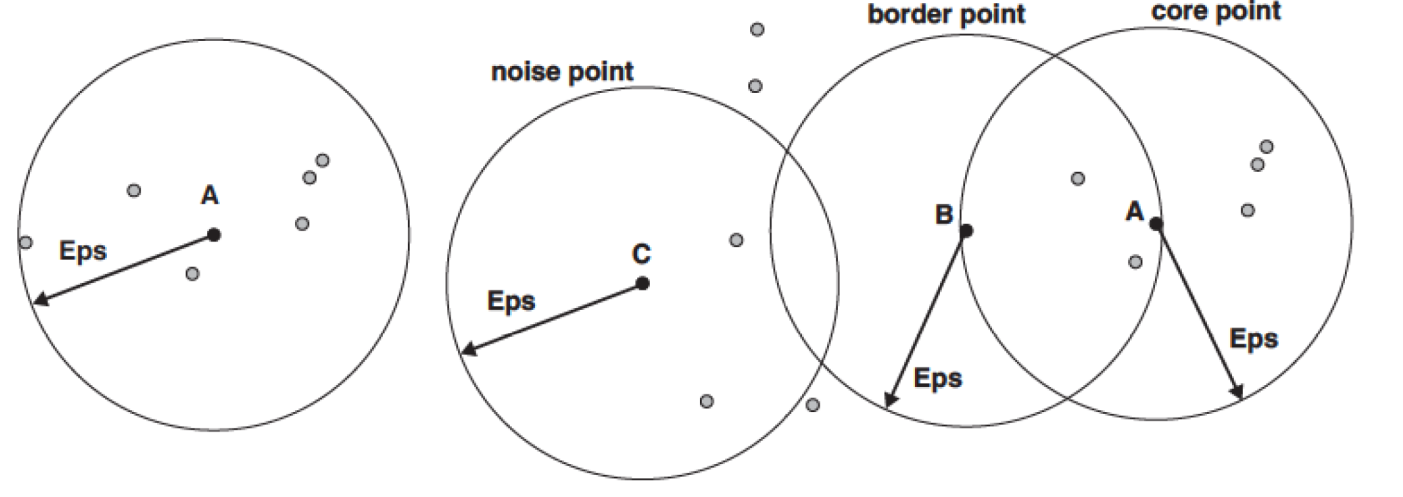 A
Eps
noise point
C
Eps
border point
B
Eps
core point
A
Eps